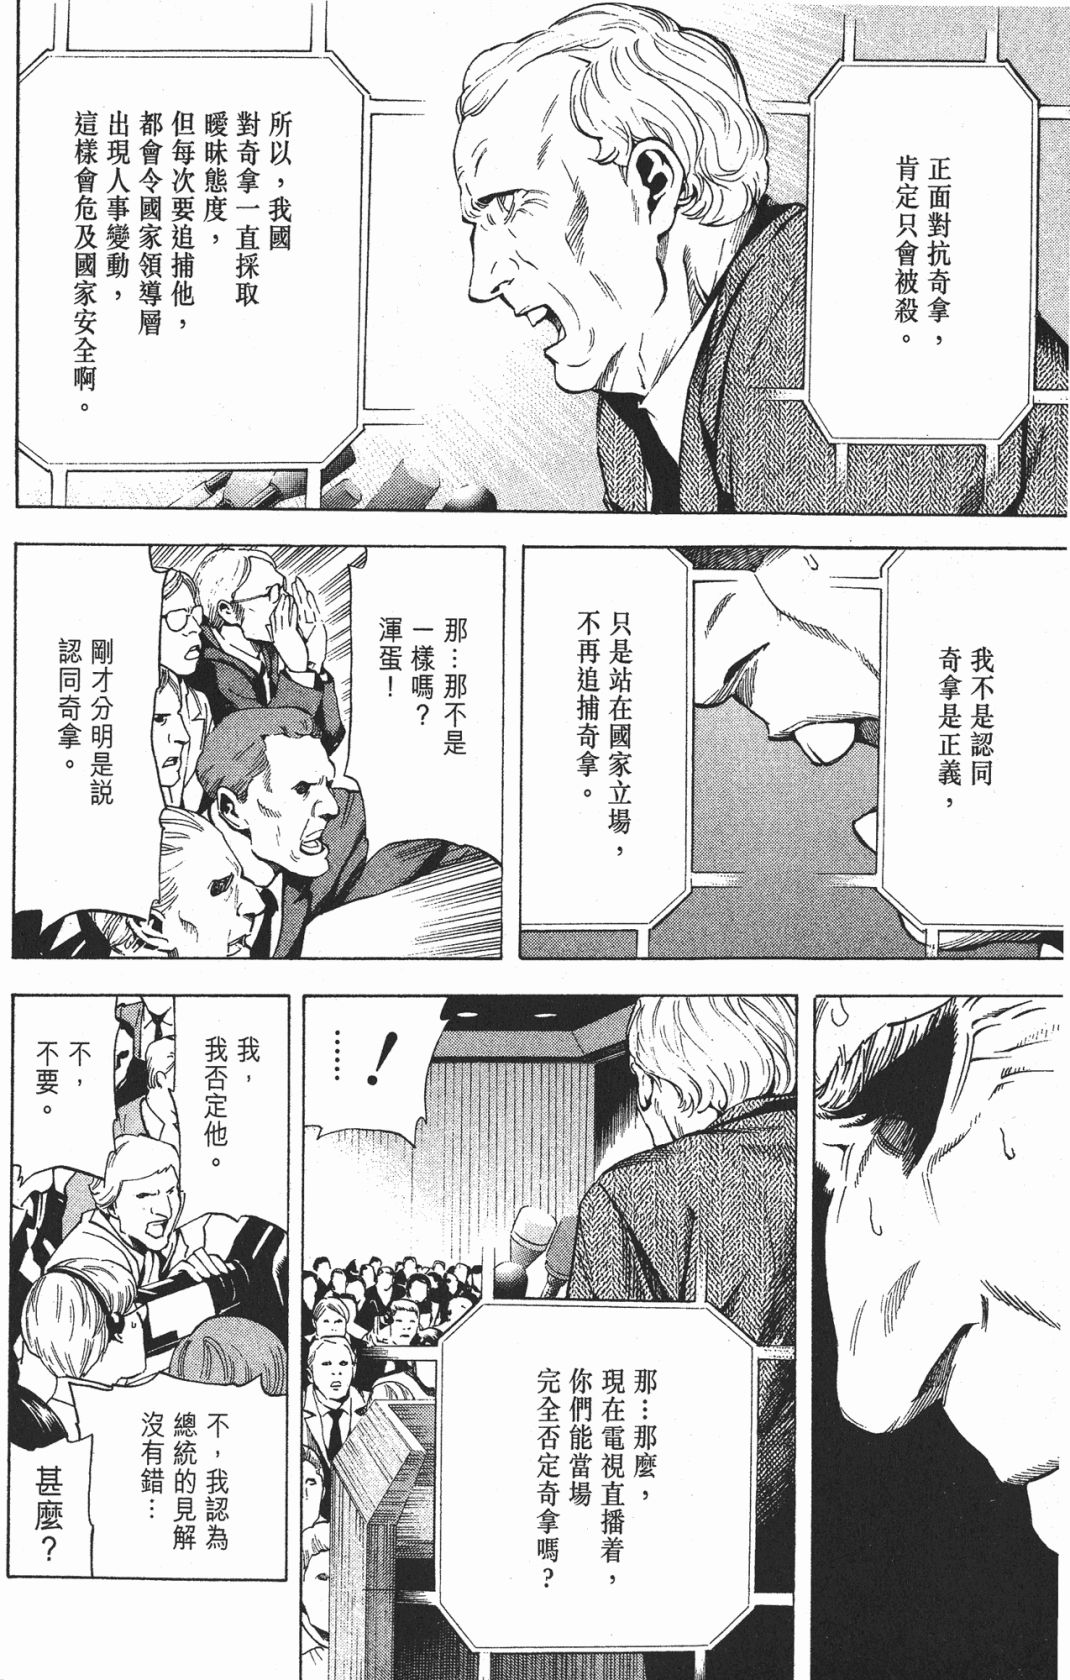 正面對抗奇拿，
肯定只會被殺。
所以，我國
對奇拿一直採取
曖昧態度，
但每次要追捕他，
都會令國家領導層
出現人事變動，
這樣會危及國家安全啊。
我不是認同
奇拿是正義，
只是站在國家立場，
不再追捕奇拿。
那…那不是
一樣嗎？
渾蛋！
剛才分明是説
認同奇拿。
！
……
那…那麼，
現在電視直播着，
你們能當場
完全否定奇拿嗎？
我，
我否定他。
不，
不要。
不，我認為
總統的見解
沒有錯…
甚麼？